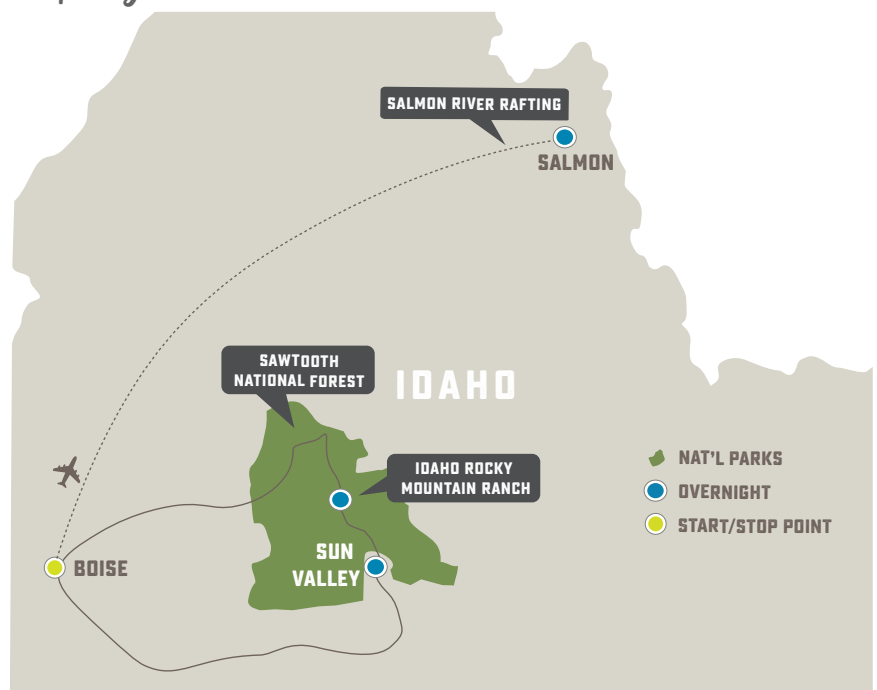 SALMON RIVER RAFTING
SALMON
SAWTOOTH
NATIONAL FOREST
IDAHO
IDAHO ROCKY
MOUNTAIN RANCH
NAT'L PARKS
OVERNIGHT
START/STOP POINT
SUN
VALLEY
BOISE